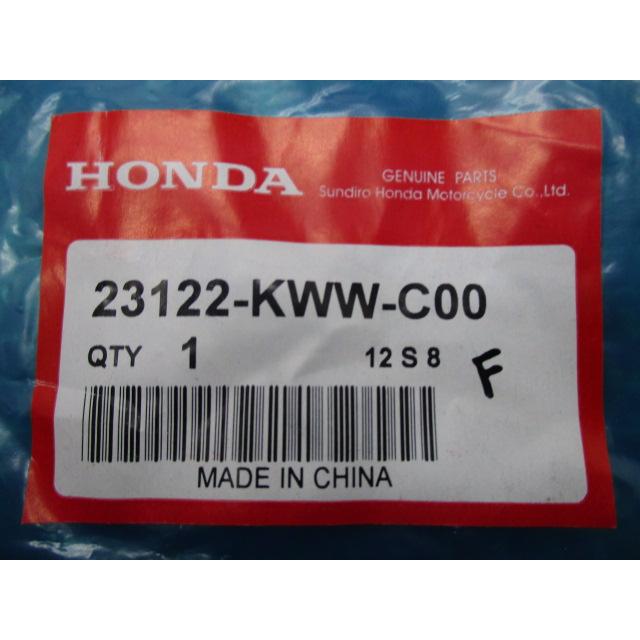 HONDA
GENUINE PARTS
Sundiro Honda Motorcycle Co.,Ltd.
23122-KWW-C00
QTY 1 12 S 8
F
MADE IN CHINA